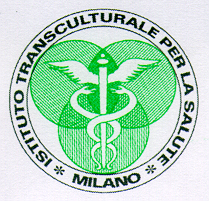 ISTITUTO TRANSCULTURALE PER LA SALUTE
* MILANO *